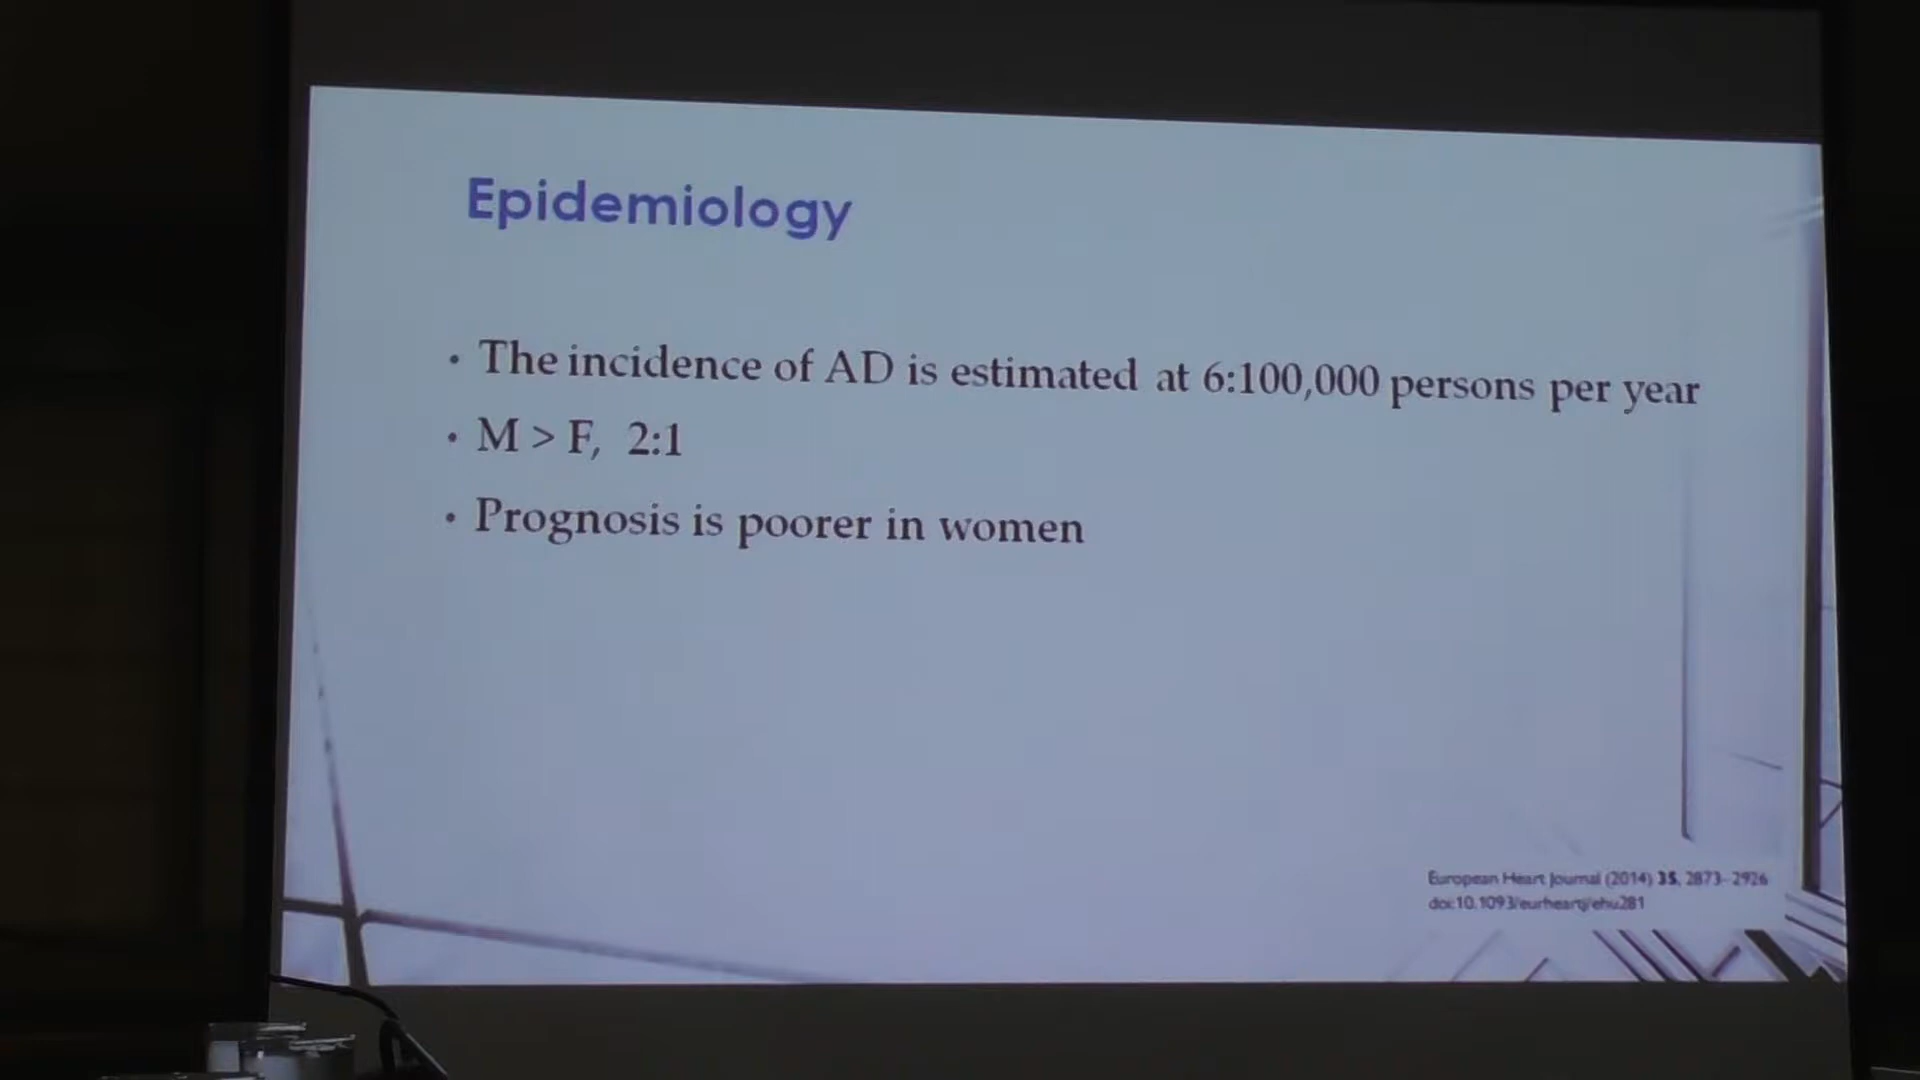 Epidemiology
• The incidence of AD is estimated at 6:100,000 persons per year
• M > F, 2:1
• Prognosis is poorer in women
European Heart Journal (2014) 35, 2873–2926
doi:10.1093/eurheartj/ehu281